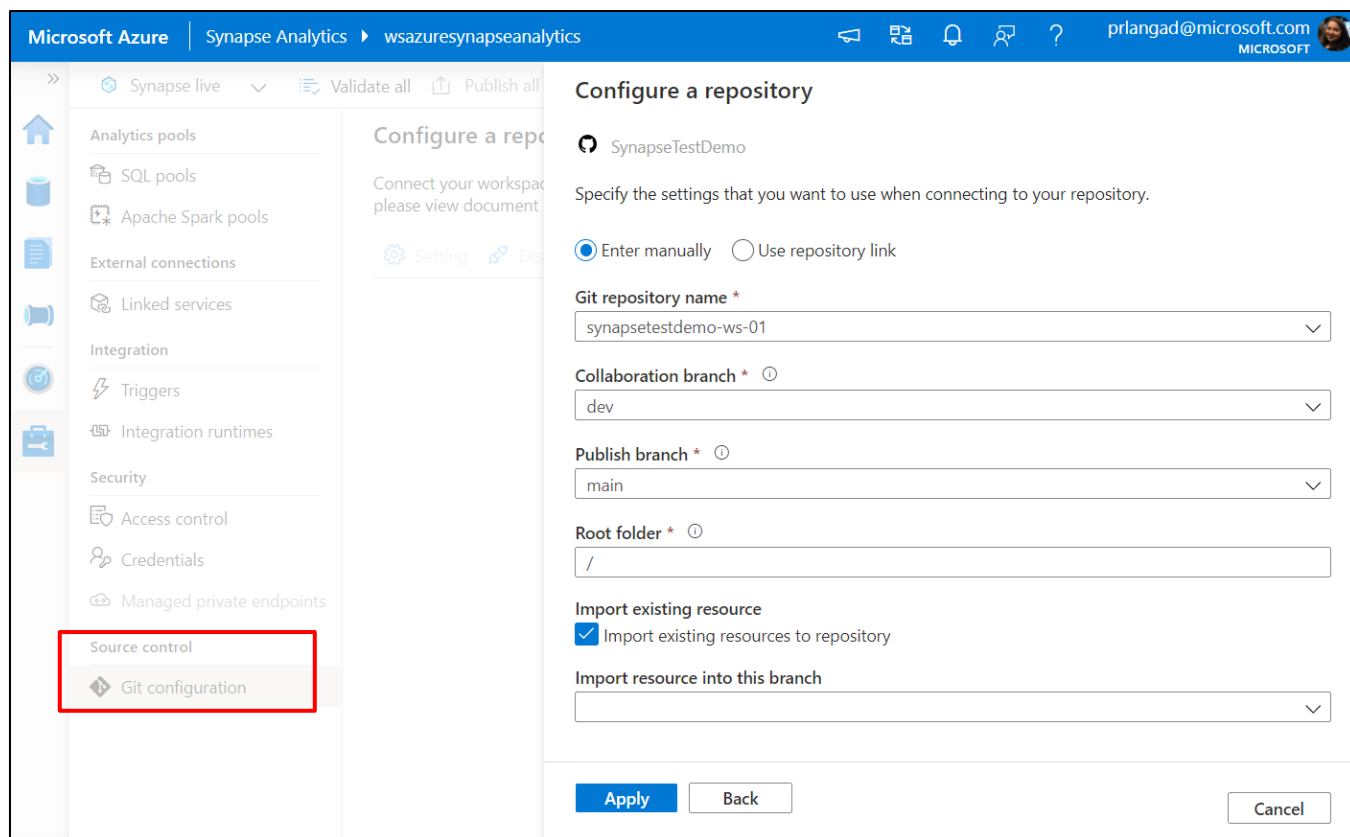 Microsoft Azure
Synapse Analytics
wsazuresynapseanalytics
prlangad@microsoft.com
MICROSOFT
Synapse live
Validate all
Publish all
Analytics pools
SQL pools
Apache Spark pools
External connections
Linked services
Integration
Triggers
Integration runtimes
Security
Access control
Credentials
Managed private endpoints
Source control
Git configuration
Configure a repo
Connect your workspac
please view document
Setting
Dis
Configure a repository
SynapseTestDemo
Specify the settings that you want to use when connecting to your repository.
Enter manually
Use repository link
Git repository name *
synapsetestdemo-ws-01
Collaboration branch *
dev
Publish branch *
main
Root folder *
/
Import existing resource
Import existing resources to repository
Import resource into this branch
Apply
Back
Cancel